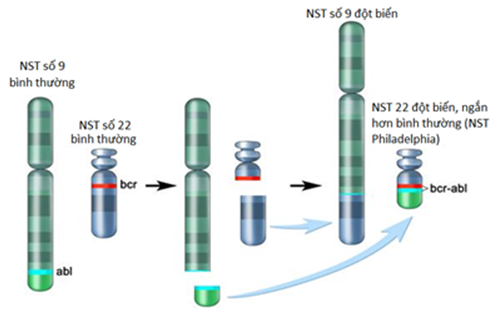 NST số 9
bình thường
NST số 22
bình thường
bcr
abl
NST số 9 đột biến
NST 22 đột biến, ngắn
hơn bình thường (NST
Philadelphia)
bcr-abl